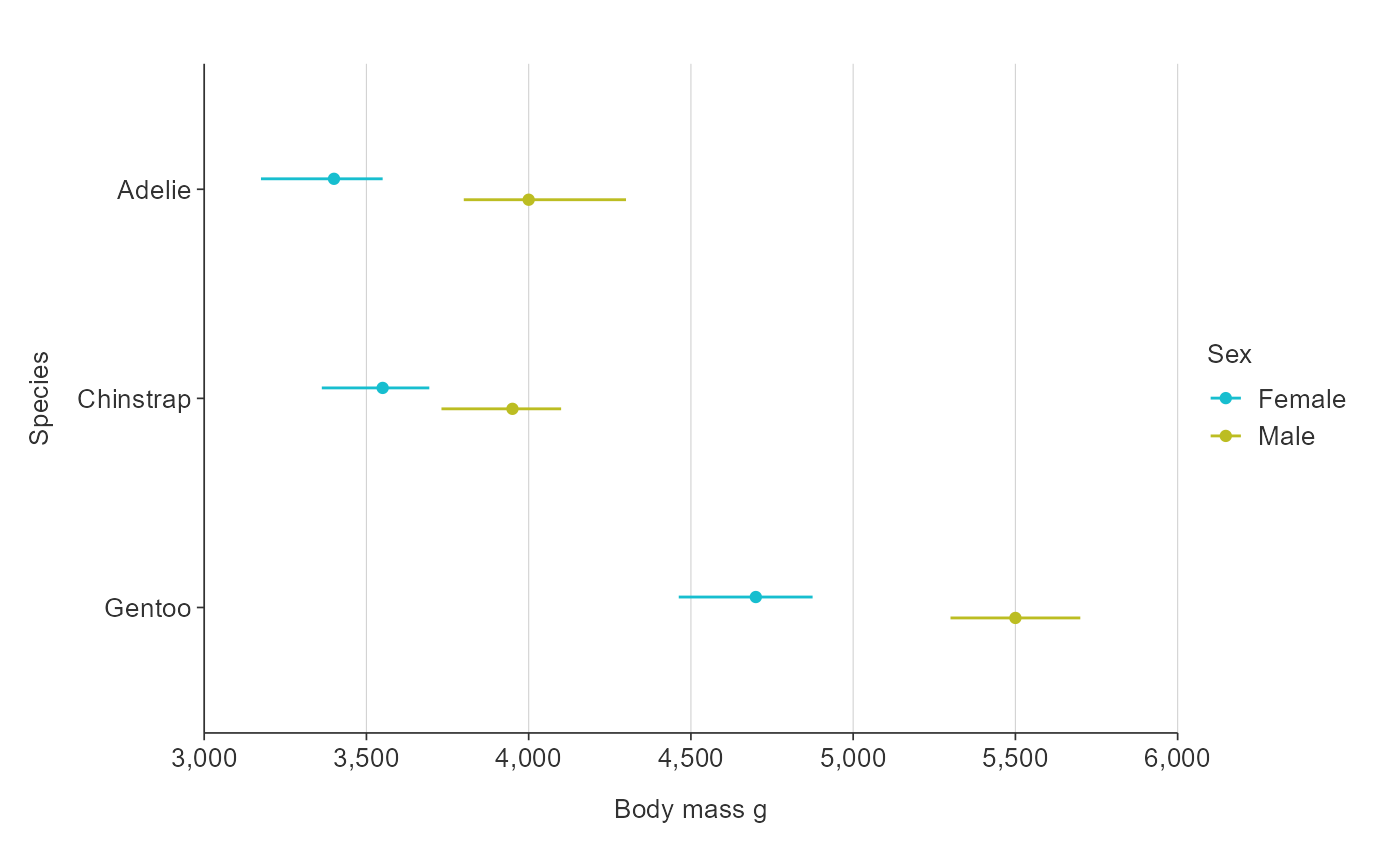 Species
Adelie
Chinstrap
Gentoo
3,000 3,500 4,000 4,500 5,000 5,500 6,000
Body mass g
Sex
Female
Male